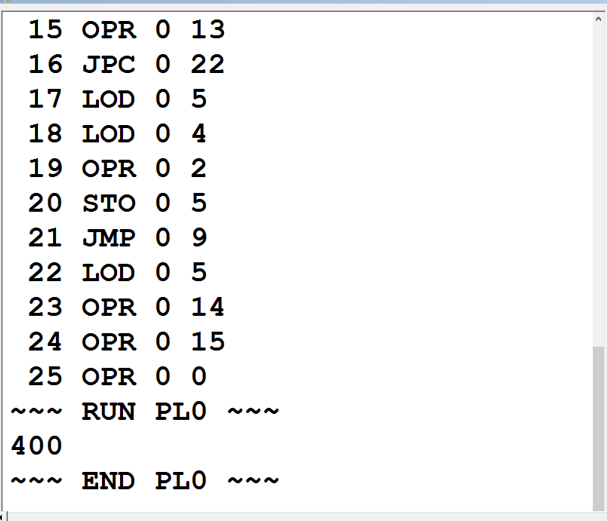 15 OPR 0 13
16 JPC 0 22
17 LOD 0 5
18 LOD 0 4
19 OPR 0 2
20 STO 0 5
21 JMP 0 9
22 LOD 0 5
23 OPR 0 14
24 OPR 0 15
25 OPR 0 0
~~~ RUN PL0 ~~~
400
~~~ END PL0 ~~~